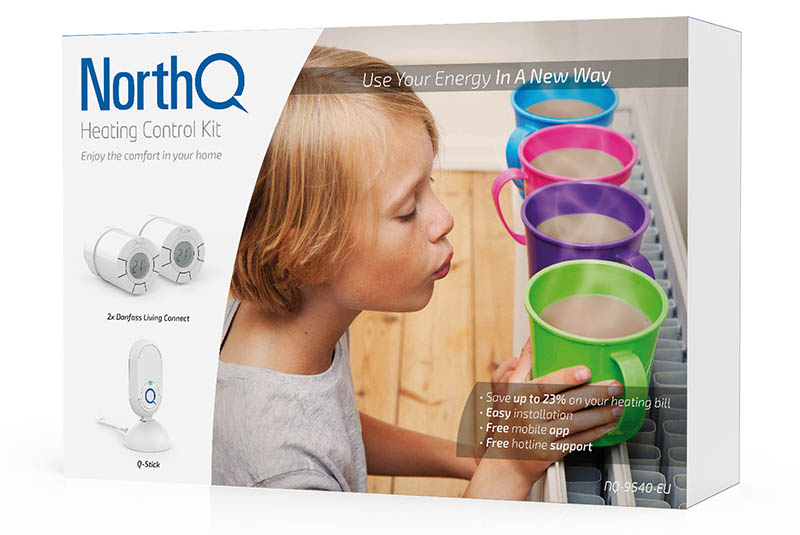 NorthQ
Heating Control Kit
Enjoy the comfort in your home
Use Your Energy In A New Way
21
21
2x Danfoss Living Connect
Q
Q-Stick
• Save up to 23% on your heating bill
• Easy installation
• Free mobile app
• Free hotline support
NQ-9540-EU